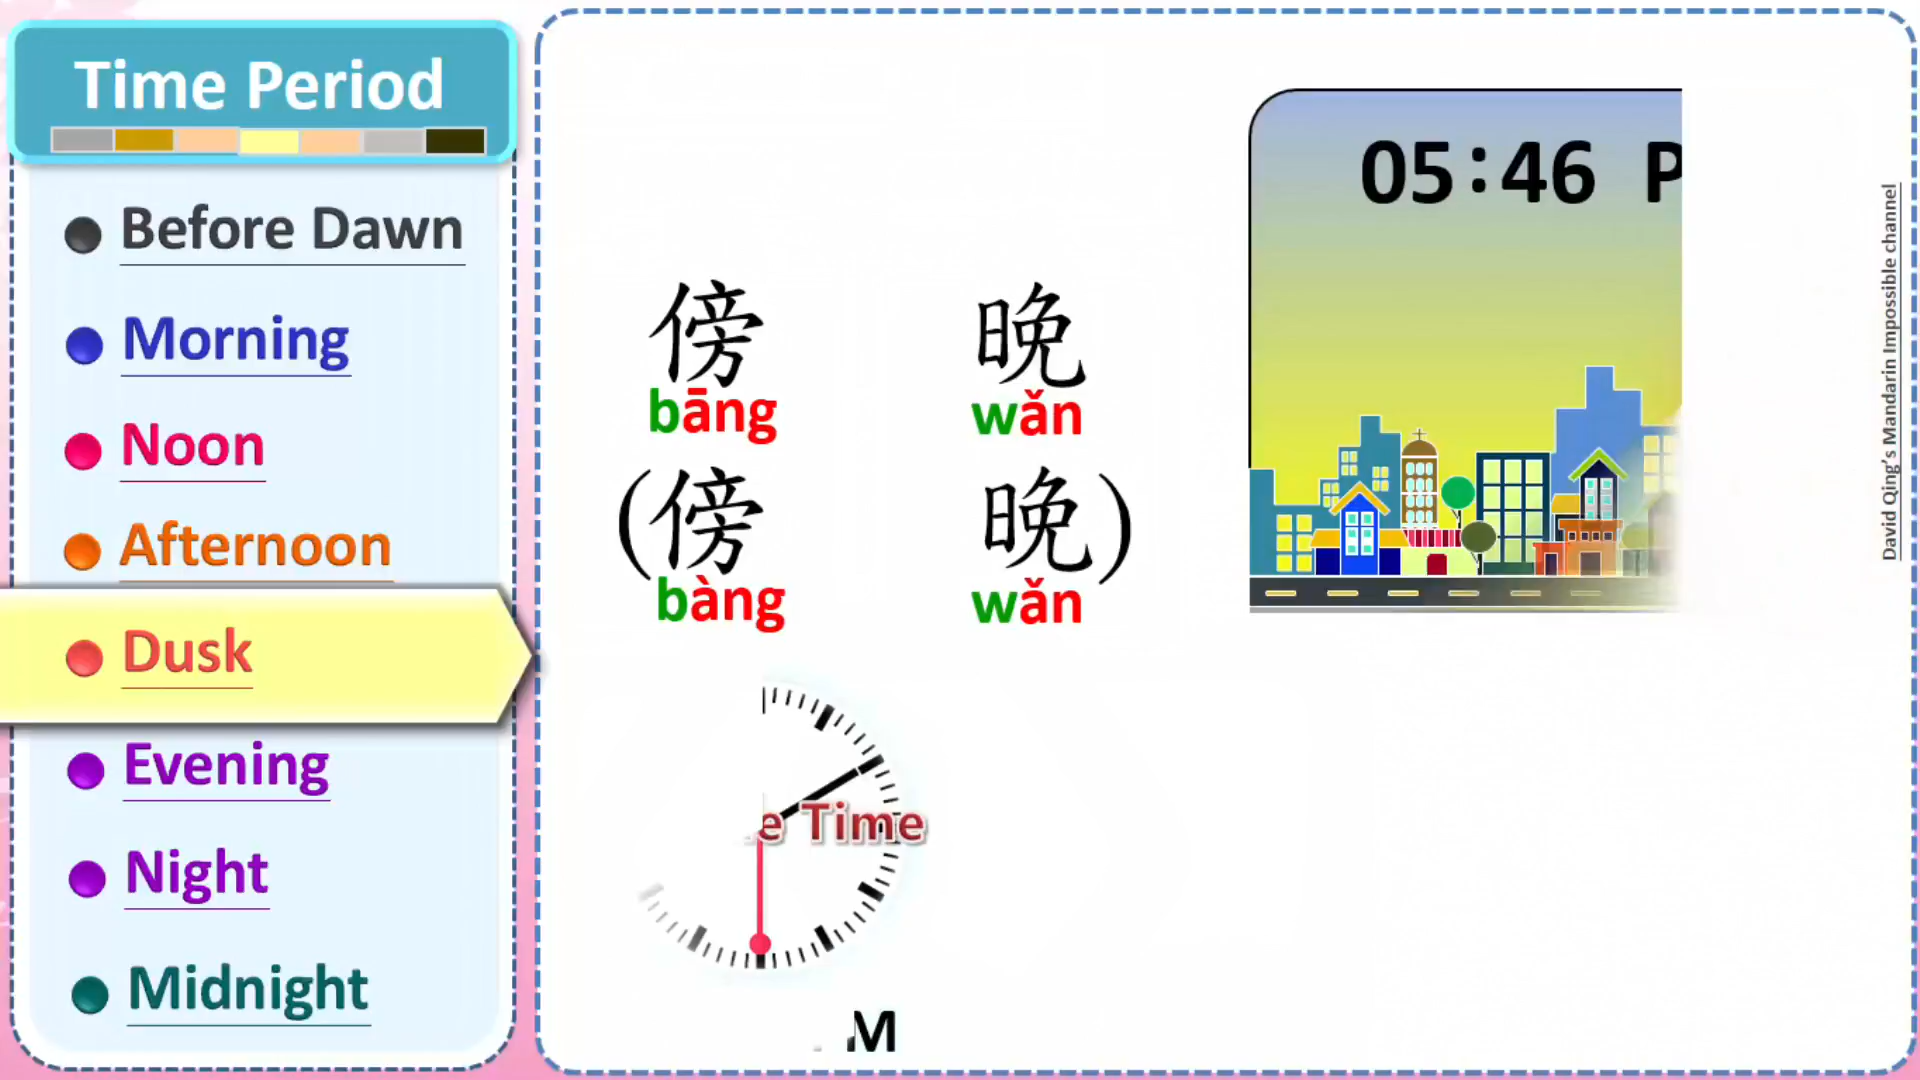 Time Period
Before Dawn
Morning
Noon
Afternoon
Dusk
Evening
Night
Midnight
傍 晚
bāng wǎn
(傍 晚)
bàng wǎn
05:46 P
e Time
M
David Qing's Mandarin Impossible channel